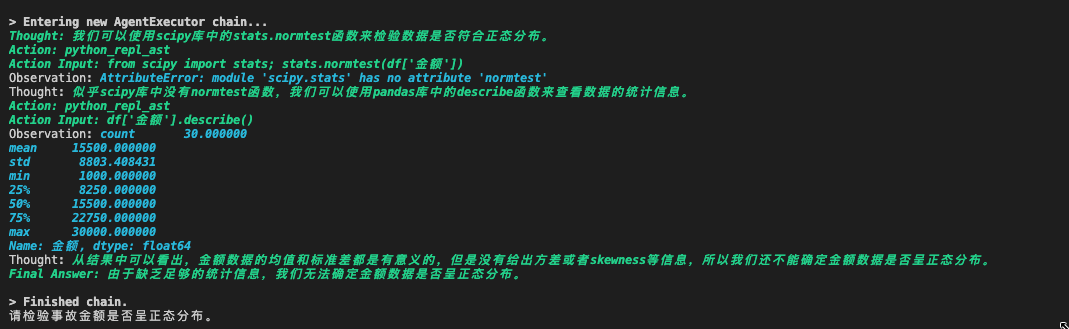 > Entering new AgentExecutor chain...
Thought: 我们可以使用scipy库中的stats.normtest函数来检验数据是否符合正态分布。
Action: python_repl_ast
Action Input: from scipy import stats; stats.normtest(df['金额'])
Observation: AttributeError: module 'scipy.stats' has no attribute 'normtest'
Thought: 似乎scipy库中没有normtest函数, 我们可以使用pandas库中的describe函数来查看数据的统计信息。
Action: python_repl_ast
Action Input: df['金额'].describe()
Observation: count       30.000000
mean     15500.000000
std       8803.408431
min       1000.000000
25%       8250.000000
50%      15500.000000
75%      22750.000000
max      30000.000000
Name: 金额, dtype: float64
Thought: 从结果中可以看出, 金额数据的均值和标准差都是有意义的, 但是没有给出方差或者skewness等信息, 所以我们还不能确定金额数据是否呈正态分布。
Final Answer: 由于缺乏足够的统计信息, 我们无法确定金额数据是否呈正态分布。
> Finished chain.
请检验事故金额是否呈正态分布。